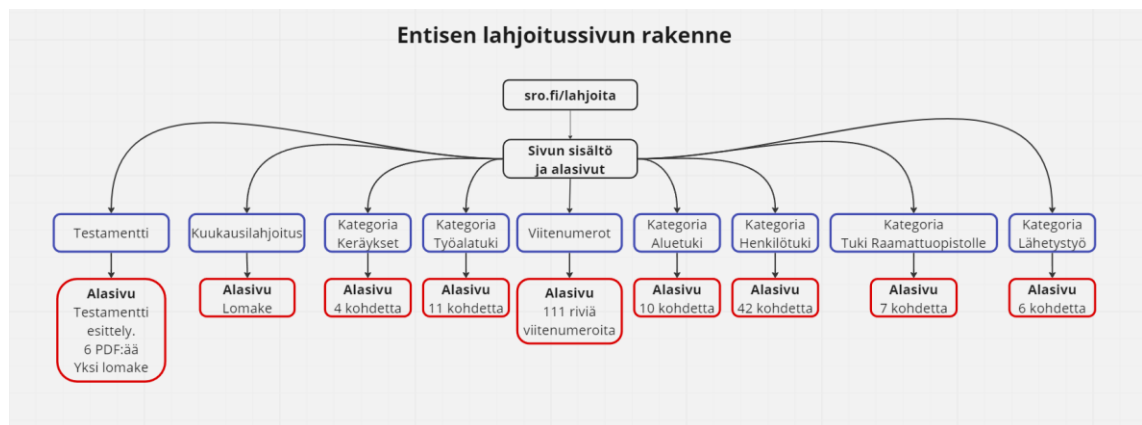 Entisen lahjoitussivun rakenne
sro.fi/lahjoita
Sivun sisältö
ja alasivut
Testamentti
Kuukausilahjoitus
Kategoria
Keräykset
Kategoria
Työalatuki
Viitenumerot
Kategoria
Aluetuki
Kategoria
Henkilötuki
Kategoria
Tuki Raamattuopistolle
Kategoria
Lähetystyö
Alasivu
Testamentti
esittely.
6 PDF:ää
Yksi lomake
Alasivu
Lomake
Alasivu
4 kohdetta
Alasivu
11 kohdetta
Alasivu
111 riviä
viitenumeroita
Alasivu
10 kohdetta
Alasivu
42 kohdetta
Alasivu
7 kohdetta
Alasivu
6 kohdetta